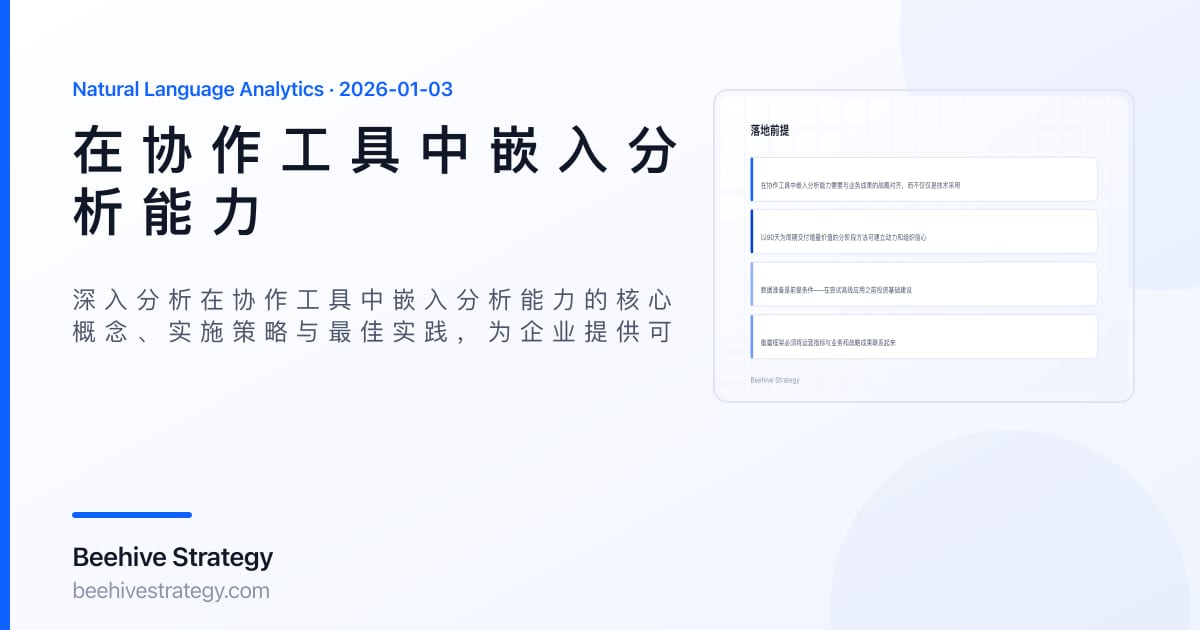 Natural Language Analytics · 2026-01-03
在协作工具中嵌入分
析能力
深入分析在协作工具中嵌入分析能力的核心
概念、实施策略与最佳实践，为企业提供可
落地前提
在协作工具中嵌入分析能力需要与业务成果的战略对齐，而不仅仅是技术采用
以90天为周期交付增量价值的分阶段方法可建立动力和组织信心
数据准备是前提条件——在尝试高级应用之前投资基础建设
衡量框架必须将运营指标与业务和战略成果联系起来
Beehive Strategy
Beehive Strategy
beehivestrategy.com